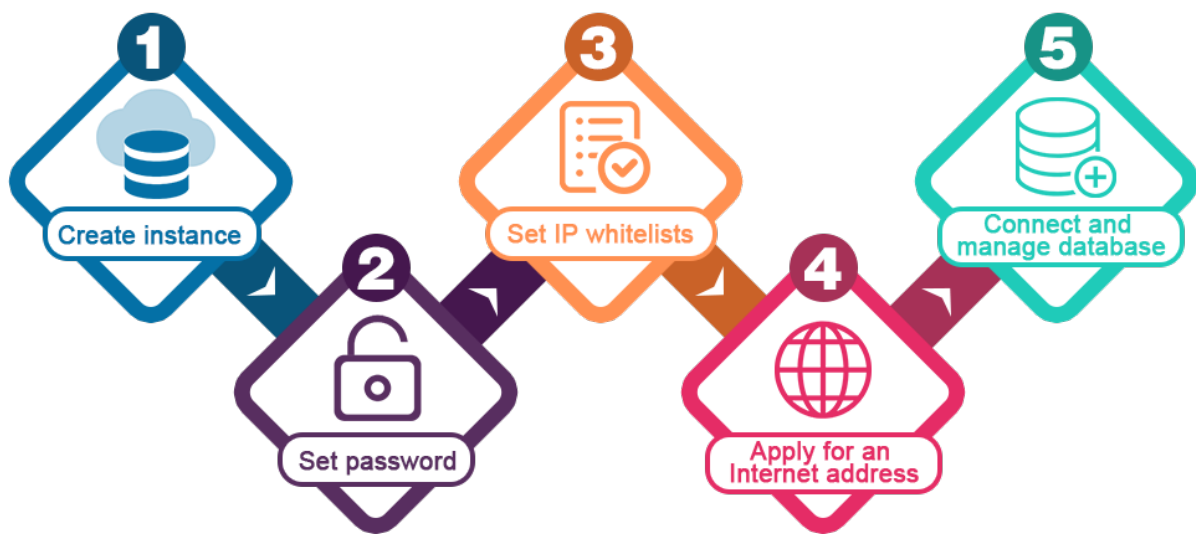 1
Create instance
2
Set password
3
Set IP whitelists
4
Apply for an
Internet address
5
Connect and
manage database